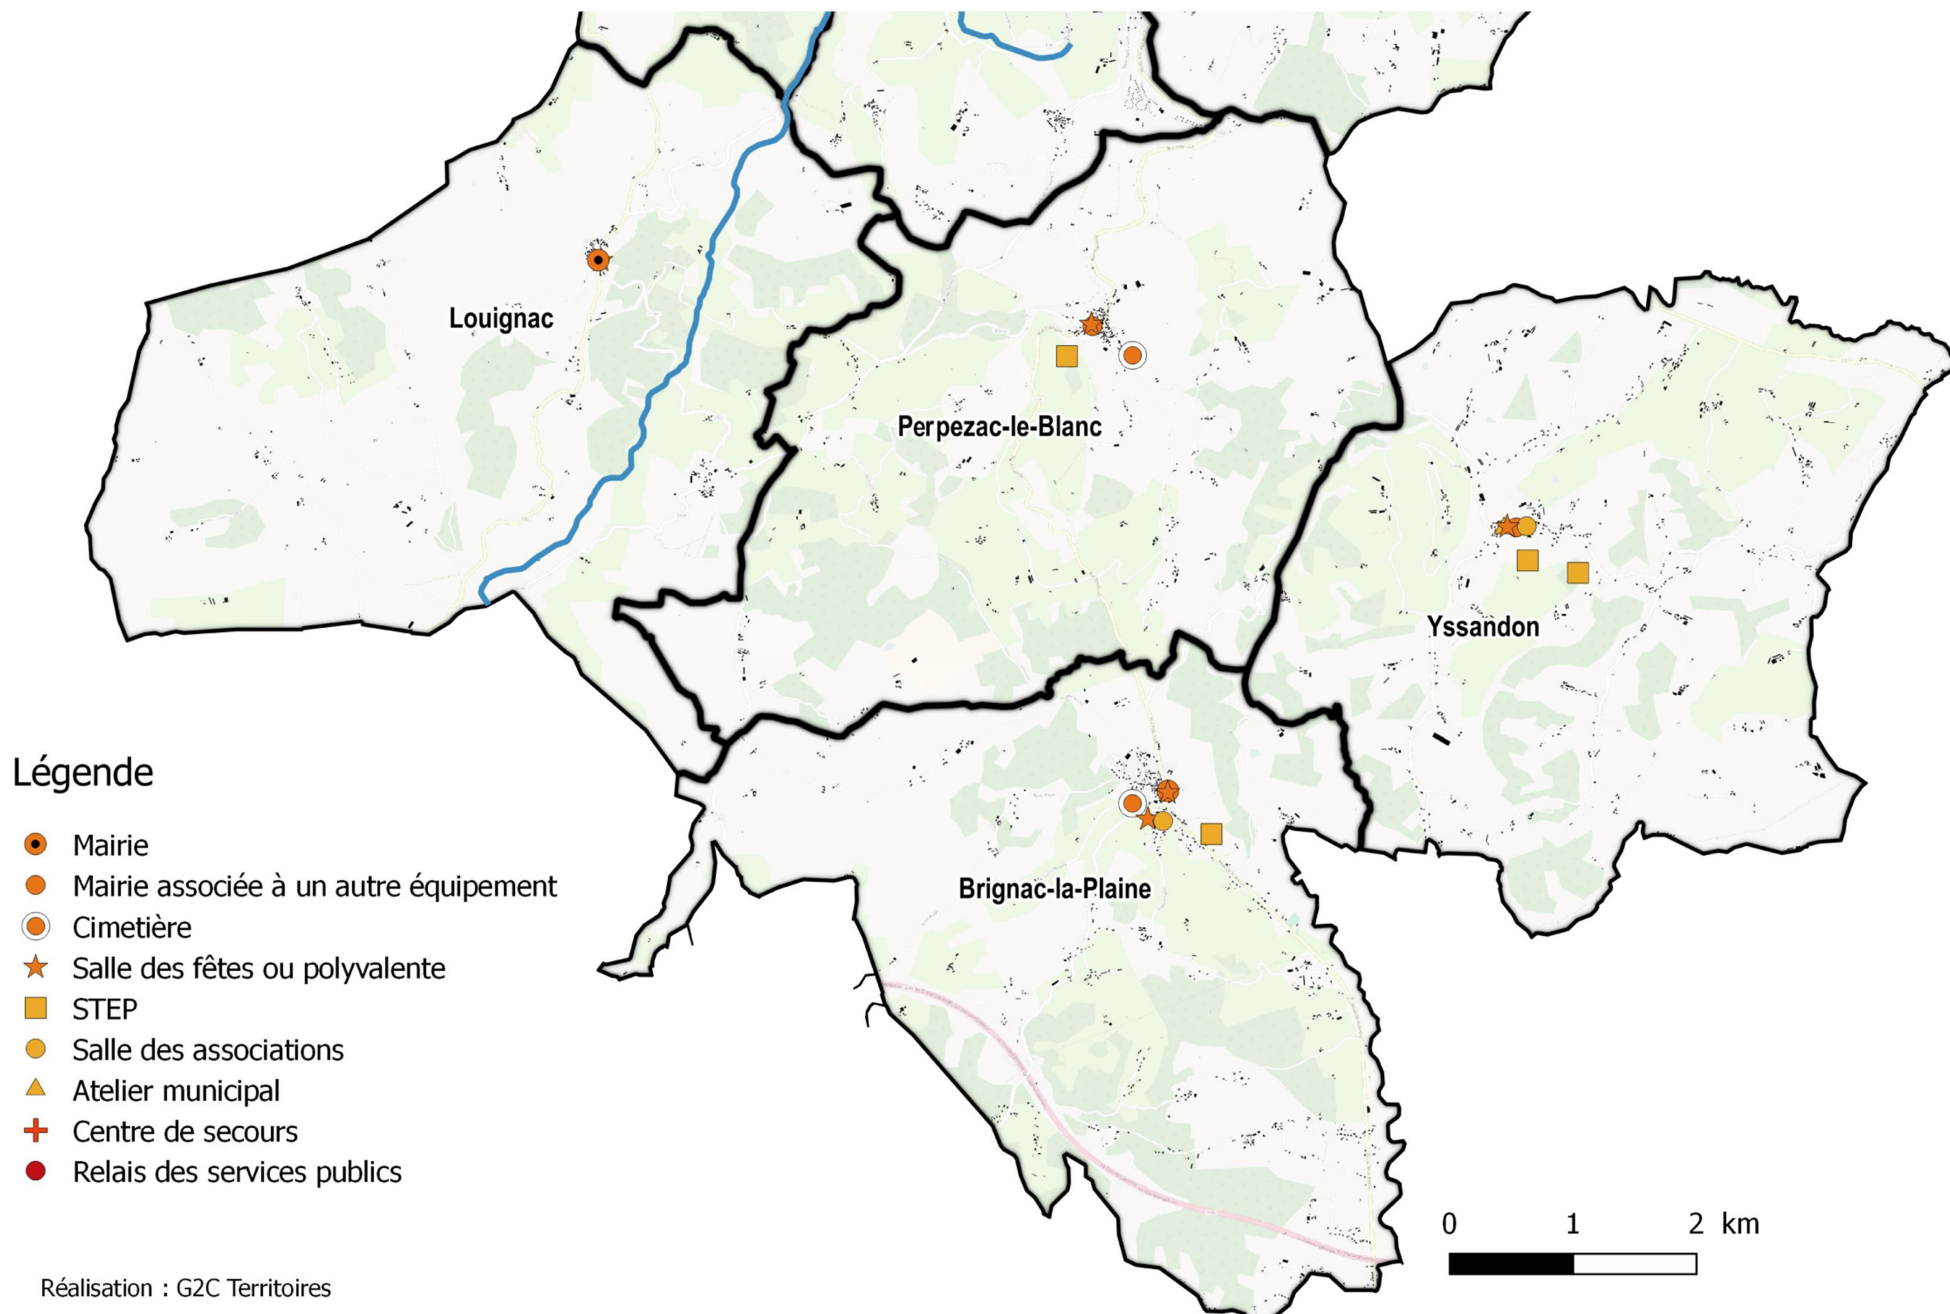 Louignac
Perpezac-le-Blanc
Yssandon
Brignac-la-Plaine
Légende
Mairie
Mairie associée à un autre équipement
Cimetière
Salle des fêtes ou polyvalente
STEP
Salle des associations
Atelier municipal
Centre de secours
Relais des services publics
0 1 2 km
Réalisation : G2C Territoires